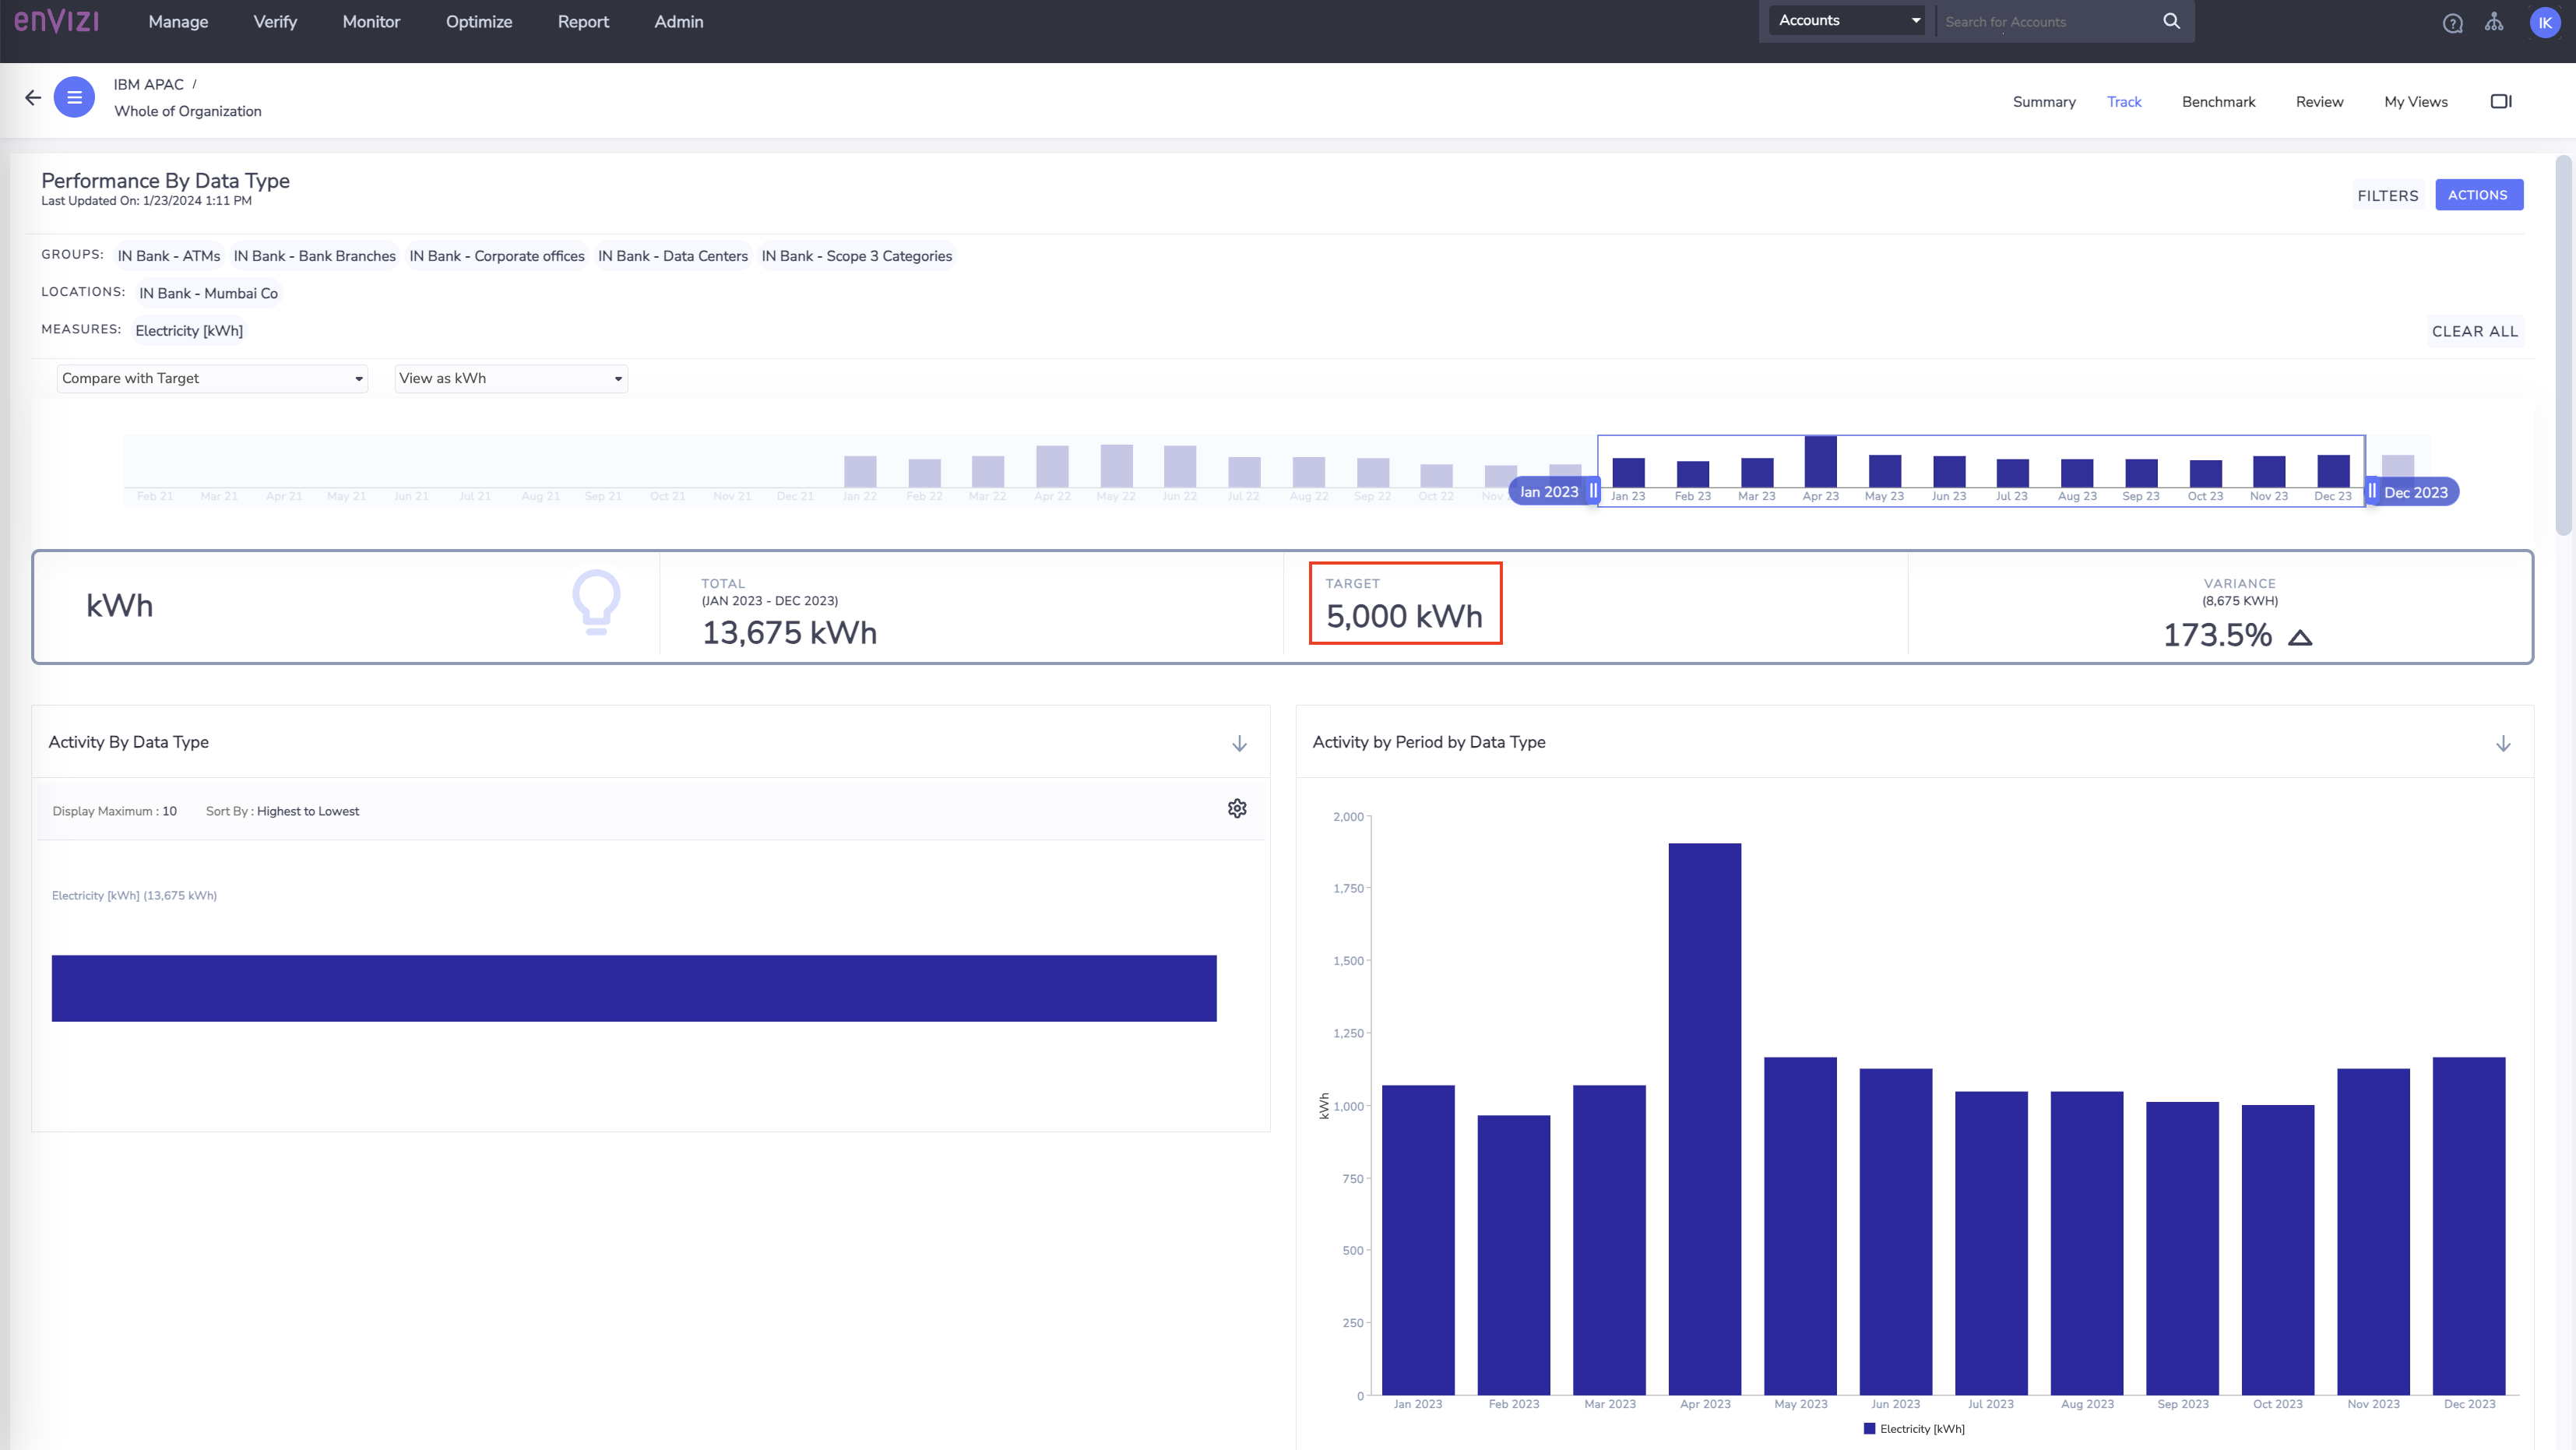 enVIZI
Manage Verify Monitor Optimize Report Admin
Accounts
Search for Accounts
IK
IBM APAC /
Whole of Organization
Summary Track Benchmark Review My Views
Performance By Data Type
Last Updated On: 1/23/2024 1:11 PM
FILTERS ACTIONS
GROUPS: IN Bank - ATMs IN Bank - Bank Branches IN Bank - Corporate offices IN Bank - Data Centers IN Bank - Scope 3 Categories
LOCATIONS: IN Bank - Mumbai Co
MEASURES: Electricity [kWh]
CLEAR ALL
Compare with Target View as kWh
Feb 21 Mar 21 Apr 21 May 21 Jun 21 Jul 21 Aug 21 Sep 21 Oct 21 Nov 21 Dec 21 Jan 22 Feb 22 Mar 22 Apr 22 May 22 Jun 22 Jul 22 Aug 22 Sep 22 Oct 22 Nov Jan 2023 Jan 23 Feb 23 Mar 23 Apr 23 May 23 Jun 23 Jul 23 Aug 23 Sep 23 Oct 23 Nov 23 Dec 23 Dec 2023
kWh
TOTAL
(JAN 2023 - DEC 2023)
13,675 kWh
TARGET
5,000 kWh
VARIANCE
(8,675 KWH)
173.5%
Activity By Data Type
Display Maximum : 10 Sort By : Highest to Lowest
Electricity [kWh] (13,675 kWh)
Activity by Period by Data Type
2,000
1,750
1,500
1,250
1,000
750
500
250
0
kWh
Jan 2023 Feb 2023 Mar 2023 Apr 2023 May 2023 Jun 2023 Jul 2023 Aug 2023 Sep 2023 Oct 2023 Nov 2023 Dec 2023
Electricity [kWh]